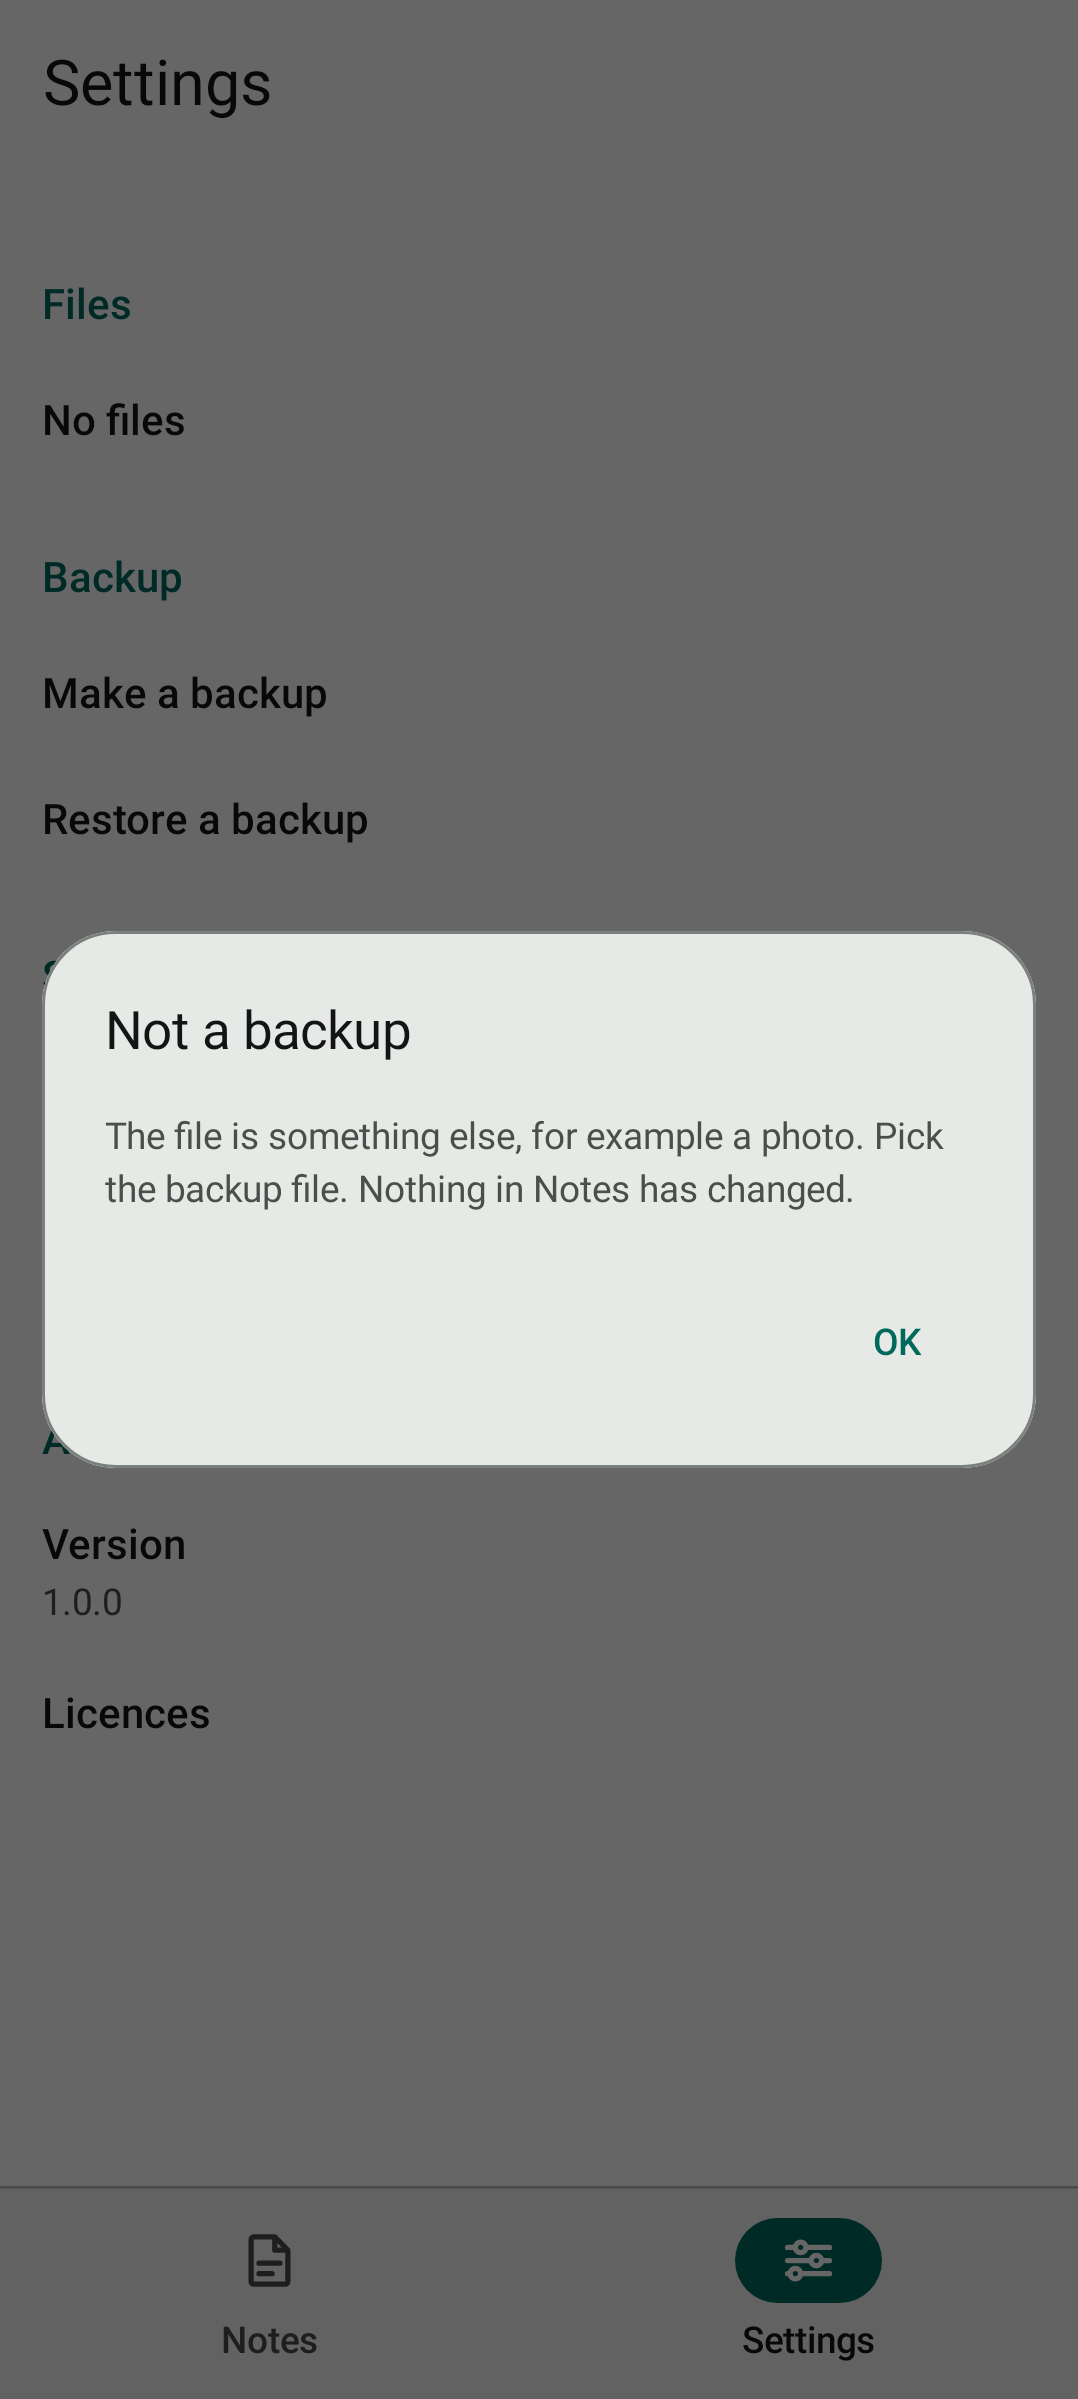 Settings
Files
No files
Backup
Make a backup
Restore a backup
Not a backup
The file is something else, for example a photo. Pick
the backup file. Nothing in Notes has changed.
OK
Version
1.0.0
Licences
Notes
Settings